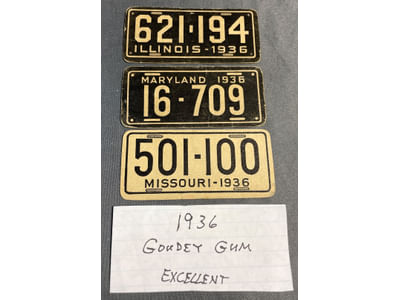 621-194
ILLINOIS-1936
MARYLAND 1936
16-709
501-100
MISSOURI-1936
1936
GOUDEY GUM
EXCELLENT